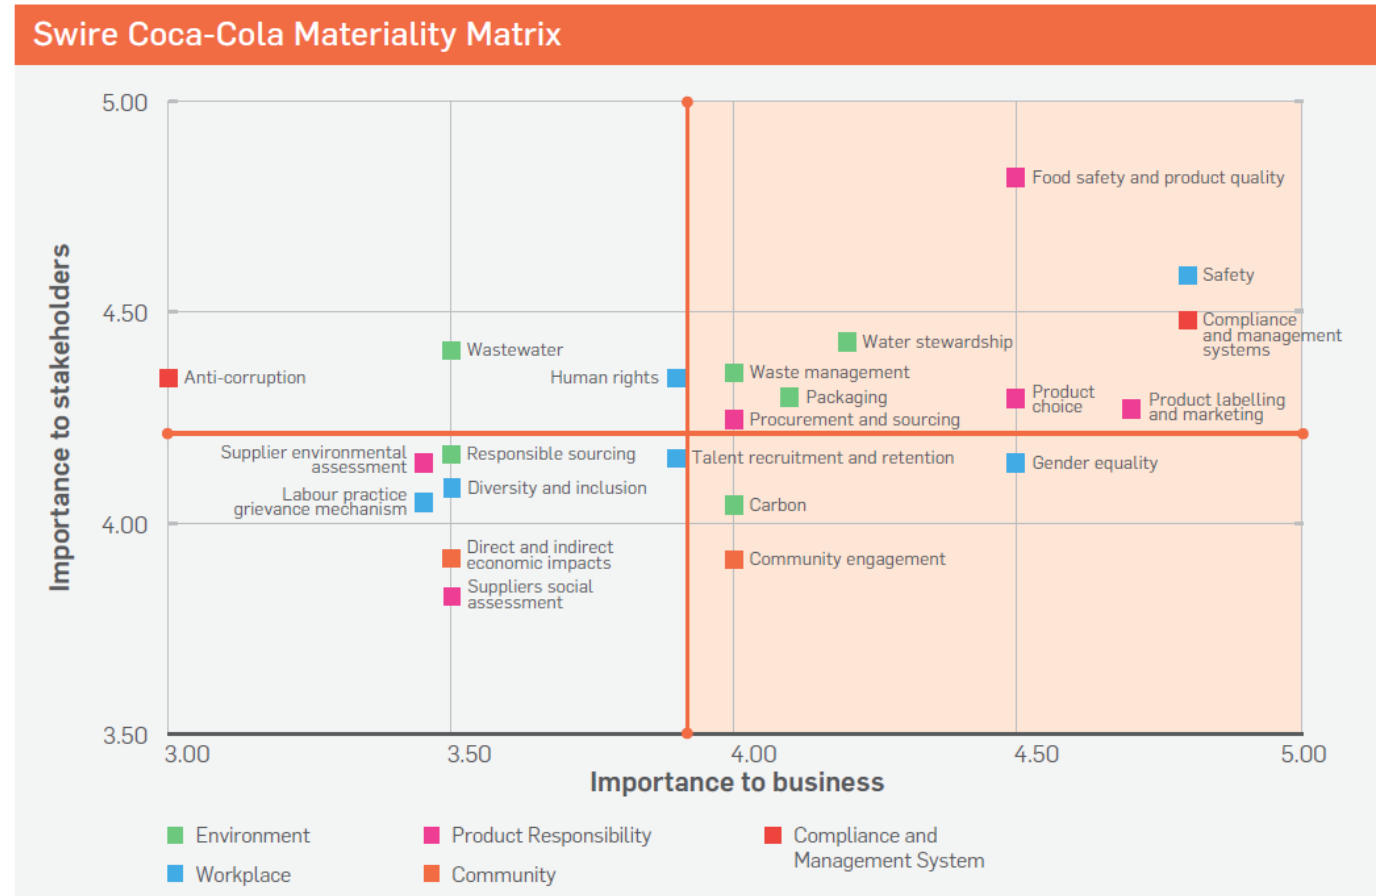 Swire Coca-Cola Materiality Matrix
5.00
Food safety and product quality
Safety
4.50
Compliance
and management
systems
Water stewardship
Wastewater
Waste management
Anti-corruption
Human rights
Packaging
Product
choice
Product labelling
and marketing
Procurement and sourcing
Supplier environmental
assessment
Responsible sourcing
Talent recruitment and retention
Gender equality
Diversity and inclusion
Labour practice
grievance mechanism
Carbon
4.00
Direct and indirect
economic impacts
Community engagement
Suppliers social
assessment
3.50
Importance to stakeholders
3.00
3.50
4.00
4.50
5.00
Importance to business
Environment
Product Responsibility
Compliance and
Management System
Workplace
Community